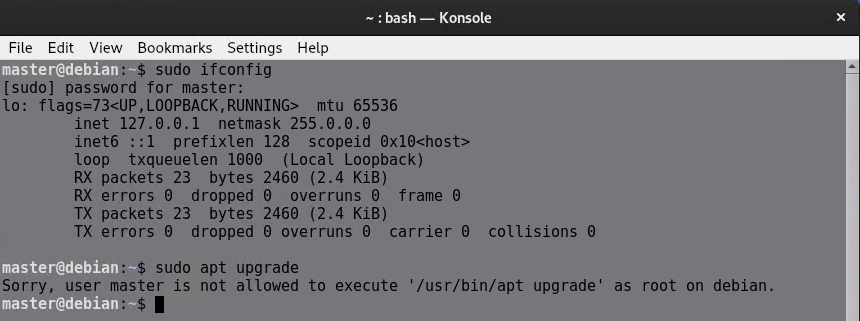 ~ : bash — Konsole
File Edit View Bookmarks Settings Help
master@debian:~$ sudo ifconfig
[sudo] password for master:
lo: flags=73<UP,LOOPBACK,RUNNING>  mtu 65536
        inet 127.0.0.1  netmask 255.0.0.0
        inet6 ::1  prefixlen 128  scopeid 0x10<host>
        loop  txqueuelen 1000  (Local Loopback)
        RX packets 23  bytes 2460 (2.4 KiB)
        RX errors 0  dropped 0  overruns 0  frame 0
        TX packets 23  bytes 2460 (2.4 KiB)
        TX errors 0  dropped 0 overruns 0  carrier 0  collisions 0
master@debian:~$ sudo apt upgrade
Sorry, user master is not allowed to execute '/usr/bin/apt upgrade' as root on debian.
master@debian:~$